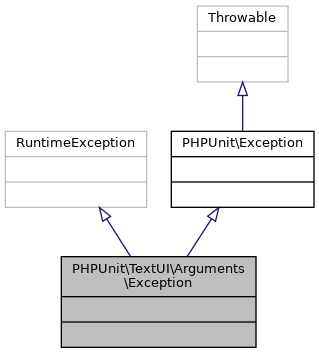 Throwable
RuntimeException
PHPUnit\Exception
PHPUnit\TextUI\Arguments
\Exception